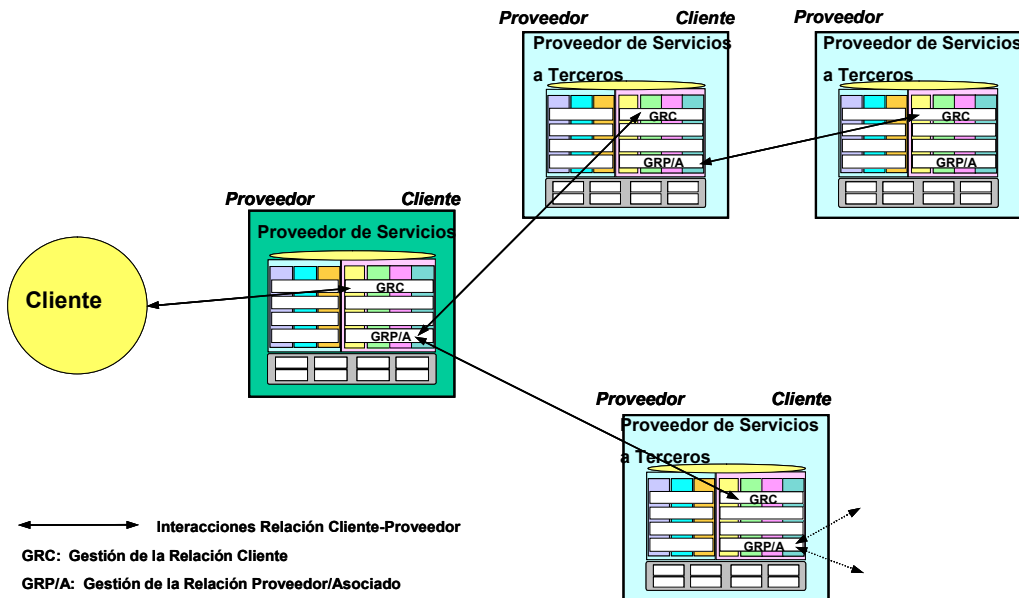 Proveedor Cliente
Proveedor de Servicios
a Terceros
GRC
GRP/A
Proveedor Cliente
Proveedor de Servicios
a Terceros
GRC
GRP/A
Proveedor Cliente
Proveedor de Servicios
GRC
GRP/A
Cliente
Proveedor Cliente
Proveedor de Servicios
a Terceros
GRC
GRP/A
Interacciones Relación Cliente-Proveedor
GRC: Gestión de la Relación Cliente
GRP/A: Gestión de la Relación Proveedor/Asociado